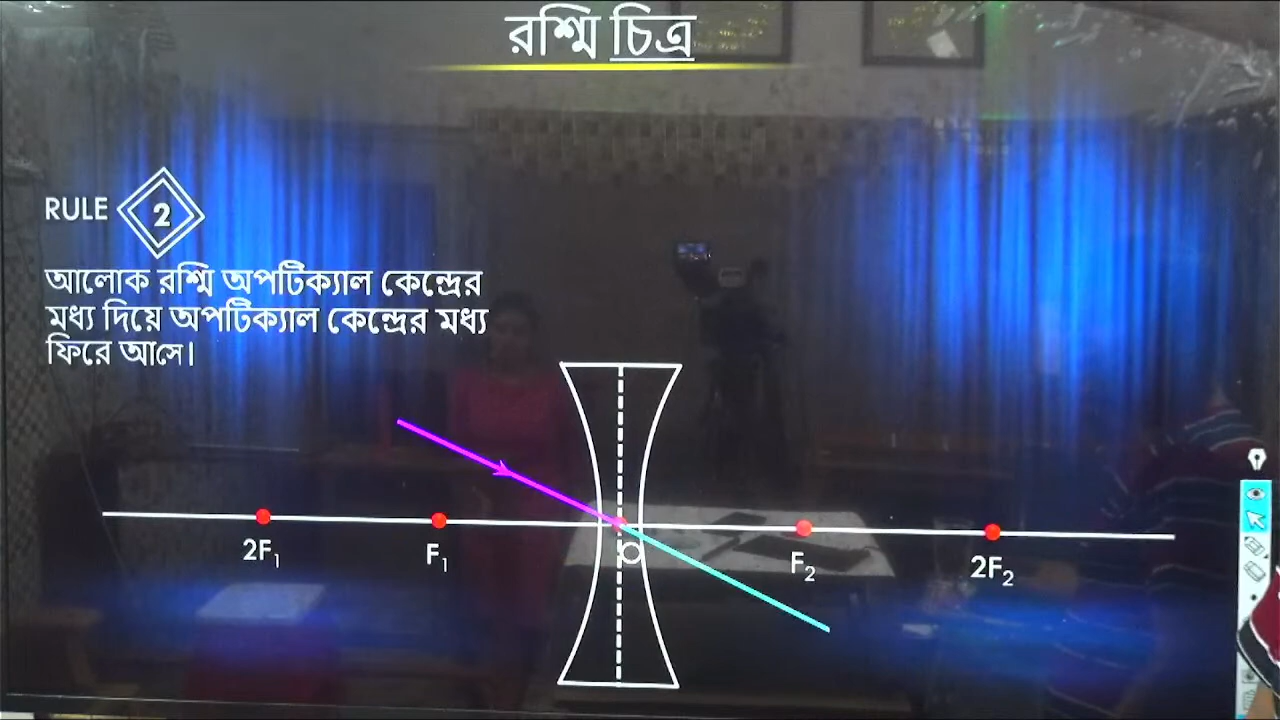 রশ্মি চিত্র
RULE 2
আলোক রশ্মি অপটিক্যাল কেন্দ্রের
মধ্য দিয়ে অপটিক্যাল কেন্দ্রের মধ্য
ফিরে আসে।
2F₁ F₁ O F₂ 2F₂